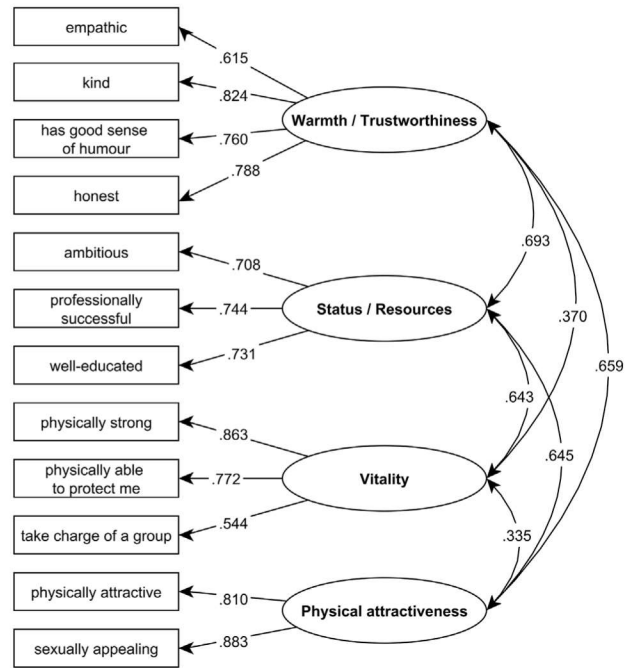 empathic
.615
kind
.824
Warmth / Trustworthiness
has good sense
of humour
.760
.788
honest
ambitious
.693
.708
professionally
successful
.744
Status / Resources
.370
.731
well-educated
.659
.643
physically strong
.863
.645
physically able
to protect me
.772
Vitality
take charge of a group
.544
.335
physically attractive
.810
Physical attractiveness
sexually appealing
.883